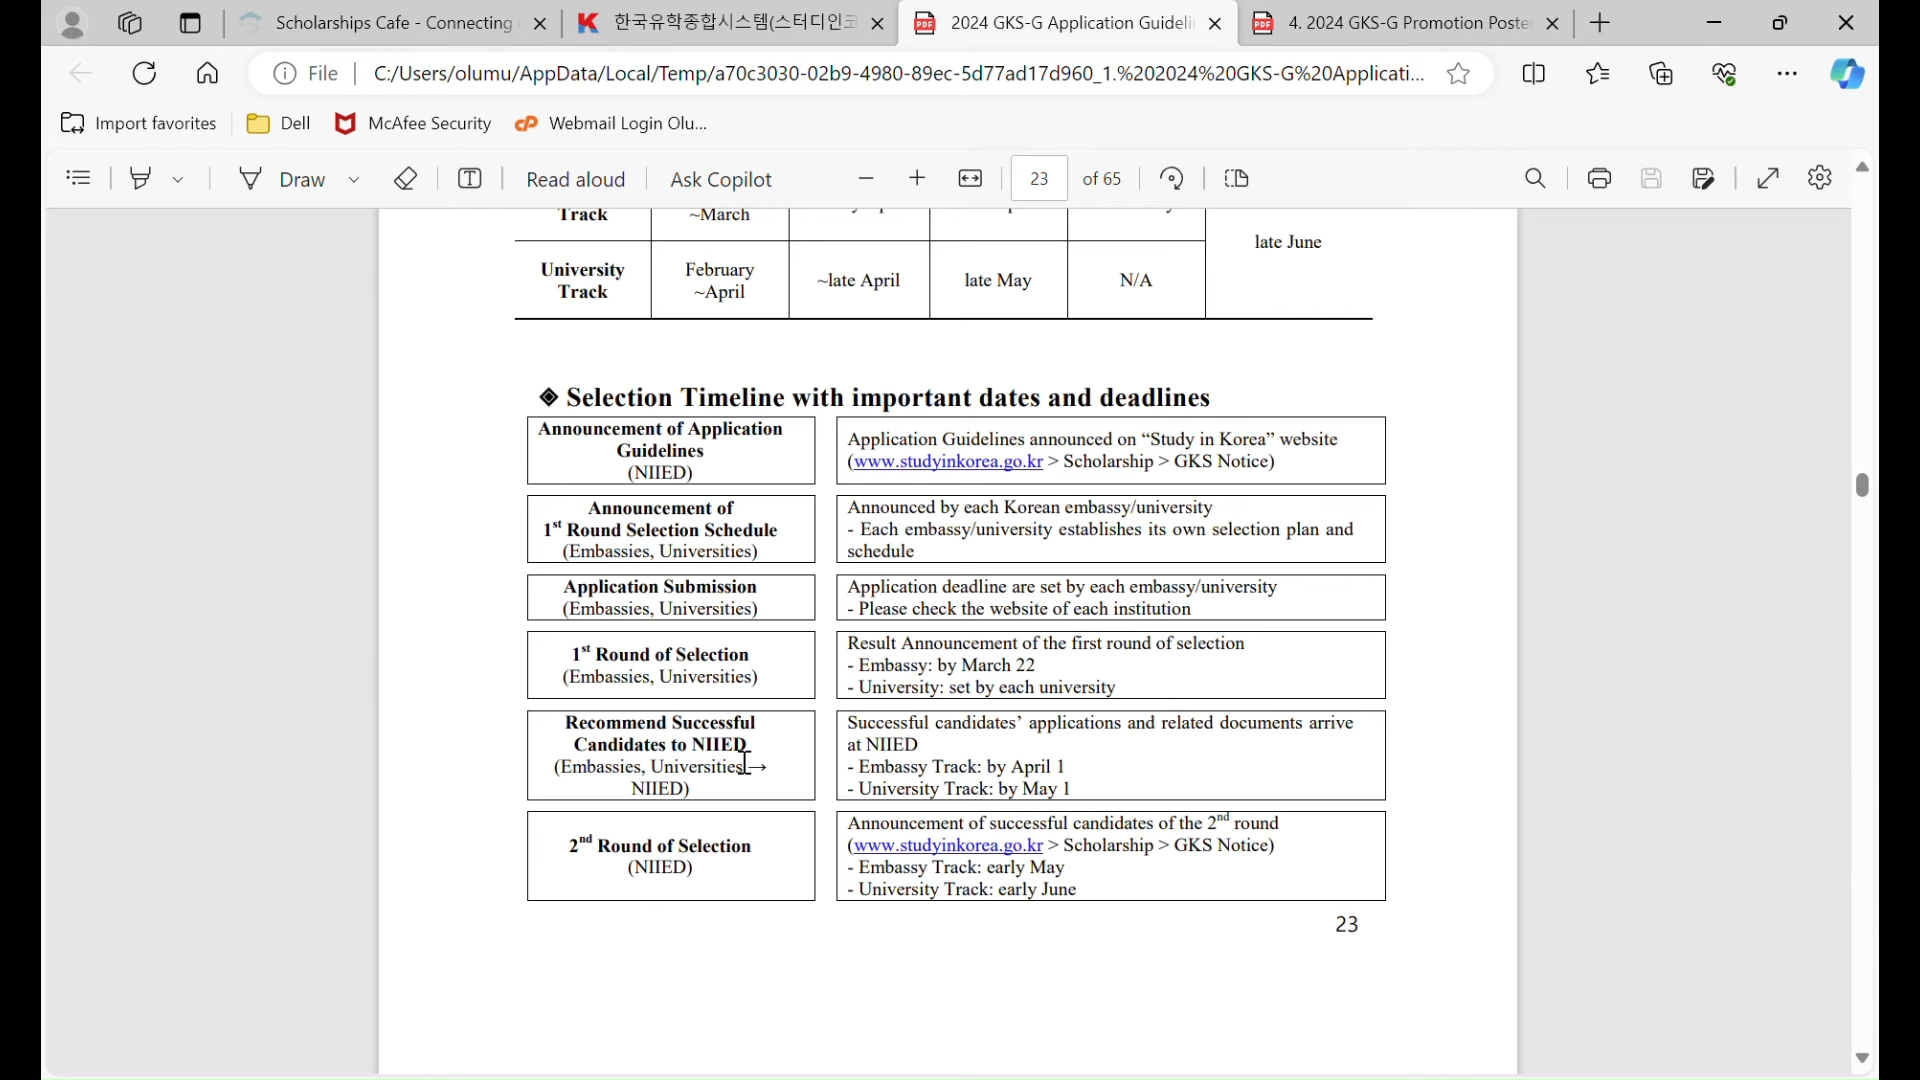 Scholarships Cafe - Connecting
한국유학종합시스템(스터디인코
2024 GKS-G Application Guideli
4. 2024 GKS-G Promotion Poste
File
C:/Users/olumu/AppData/Local/Temp/a70c3030-02b9-4980-89ec-5d77ad17d960_1.%202024%20GKS-G%20Applicati...
Import favorites
Dell
McAfee Security
Webmail Login Olu...
Draw
Read aloud
Ask Copilot
23
of 65
Track
~March
late June
University
Track
February
~April
~late April
late May
N/A
◈ Selection Timeline with important dates and deadlines
Announcement of Application
Guidelines
(NIIED)
Application Guidelines announced on “Study in Korea” website
(www.studyinkorea.go.kr > Scholarship > GKS Notice)
Announcement of
1st Round Selection Schedule
(Embassies, Universities)
Announced by each Korean embassy/university
- Each embassy/university establishes its own selection plan and
schedule
Application Submission
(Embassies, Universities)
Application deadline are set by each embassy/university
- Please check the website of each institution
1st Round of Selection
(Embassies, Universities)
Result Announcement of the first round of selection
- Embassy: by March 22
- University: set by each university
Recommend Successful
Candidates to NIIED
(Embassies, Universities →
NIIED)
Successful candidates’ applications and related documents arrive
at NIIED
- Embassy Track: by April 1
- University Track: by May 1
2nd Round of Selection
(NIIED)
Announcement of successful candidates of the 2nd round
(www.studyinkorea.go.kr > Scholarship > GKS Notice)
- Embassy Track: early May
- University Track: early June
23